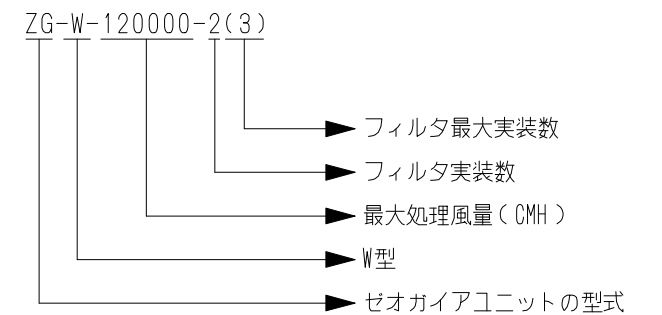 ZG-W-120000-2(3)
フィルタ最大実装数
フィルタ実装数
最大処理風量(CMH)
W型
ゼオガイアユニットの型式